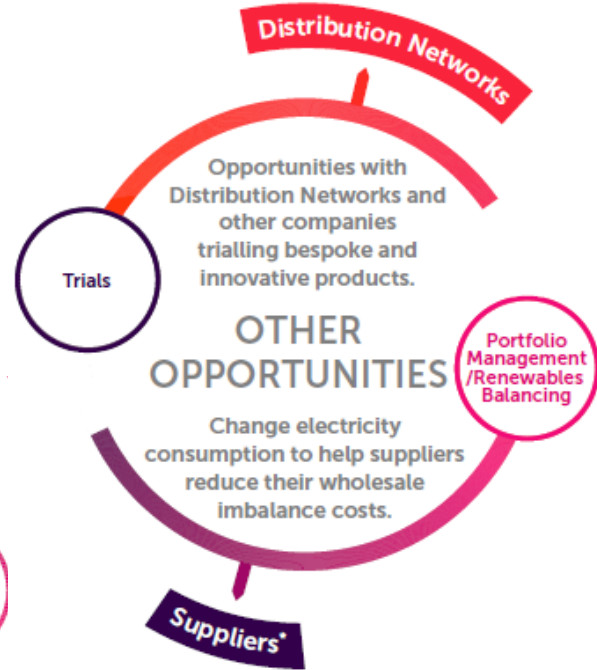 Distribution Networks
Opportunities with
Distribution Networks and
other companies
trialling bespoke and
innovative products.
Trials
OTHER
OPPORTUNITIES
Portfolio
Management
/Renewables
Balancing
Change electricity
consumption to help suppliers
reduce their wholesale
imbalance costs.
Suppliers*